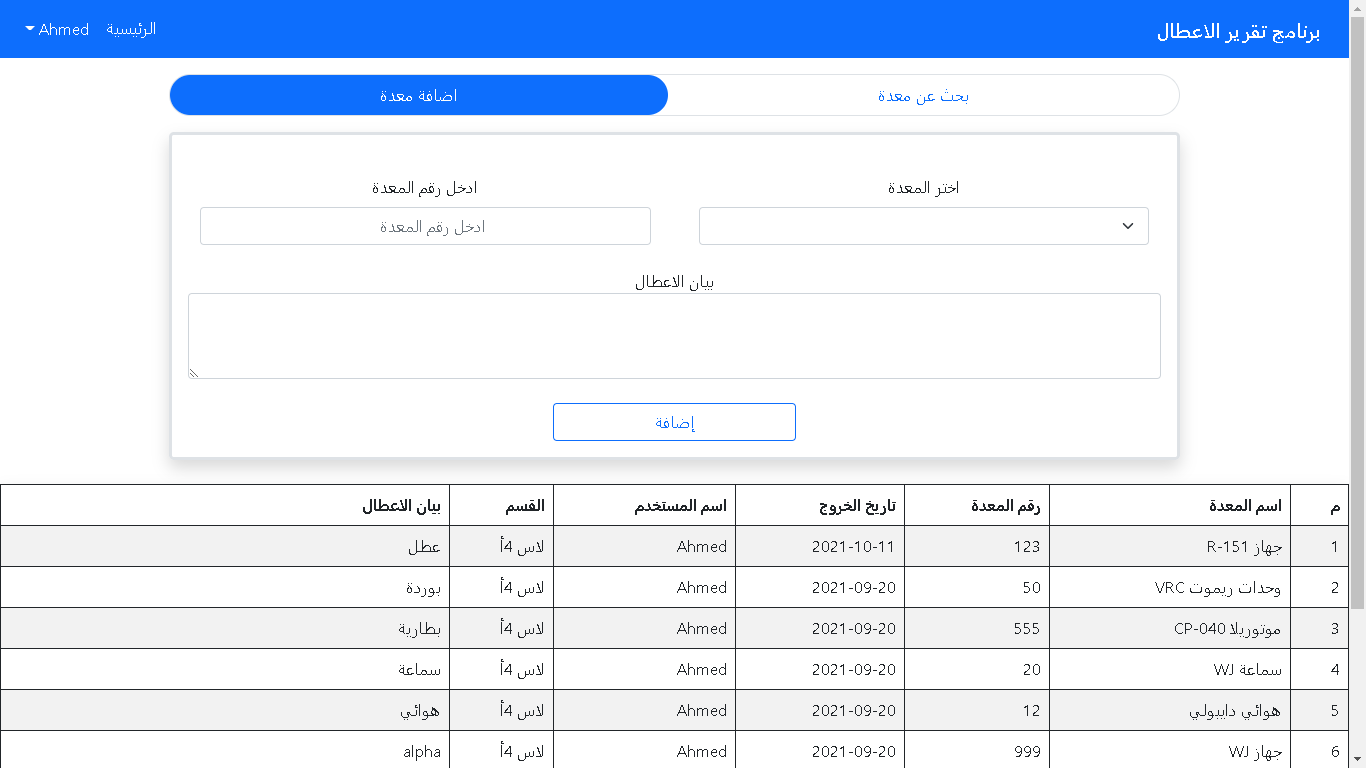 برنامج تقرير الاعطال
الرئيسية
Ahmed
بحث عن معدة
اضافة معدة
اختر المعدة
ادخل رقم المعدة
ادخل رقم المعدة
بيان الاعطال
إضافة
م اسم المعدة رقم المعدة تاريخ الخروج اسم المستخدم القسم بيان الاعطال
1 جهاز R-151 123 2021-10-11 Ahmed لاس 4أ عطل
2 وحدات ريموت VRC 50 2021-09-20 Ahmed لاس 4أ بوردة
3 موتوريلا CP-040 555 2021-09-20 Ahmed لاس 4أ بطارية
4 سماعة WJ 20 2021-09-20 Ahmed لاس 4أ سماعة
5 هوائي دايبولي 12 2021-09-20 Ahmed لاس 4أ هوائي
6 جهاز WJ 999 2021-09-20 Ahmed لاس 4أ alpha